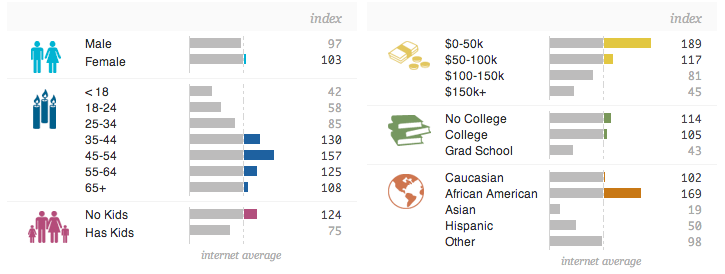 index
Male 97
Female 103
< 18 42
18-24 58
25-34 85
35-44 130
45-54 157
55-64 125
65+ 108
No Kids 124
Has Kids 75
internet average
index
$0-50k 189
$50-100k 117
$100-150k 81
$150k+ 45
No College 114
College 105
Grad School 43
Caucasian 102
African American 169
Asian 19
Hispanic 50
Other 98
internet average